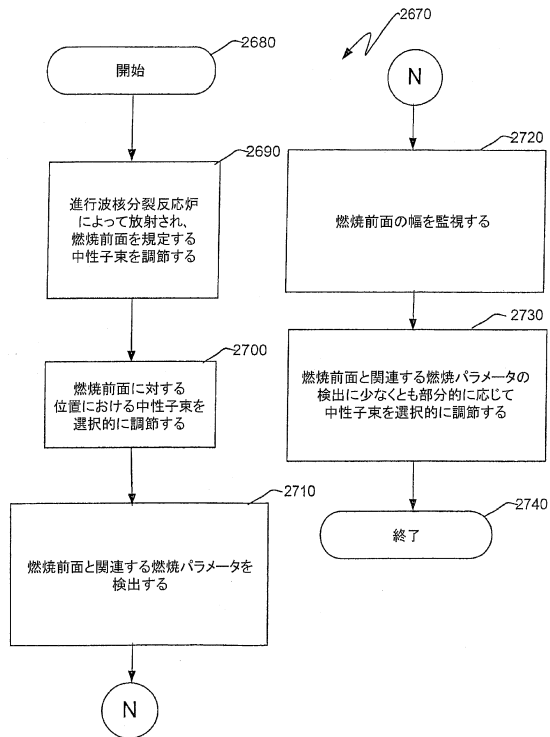 2670
2680
開始
2690
進行波核分裂反応炉
によって放射され、
燃焼前面を規定する
中性子束を調節する
2700
燃焼前面に対する
位置における中性子束を
選択的に調節する
2710
燃焼前面と関連する燃焼パラメータを
検出する
N
N
2720
燃焼前面の幅を監視する
2730
燃焼前面と関連する燃焼パラメータの
検出に少なくとも部分的に応じて
中性子束を選択的に調節する
2740
終了